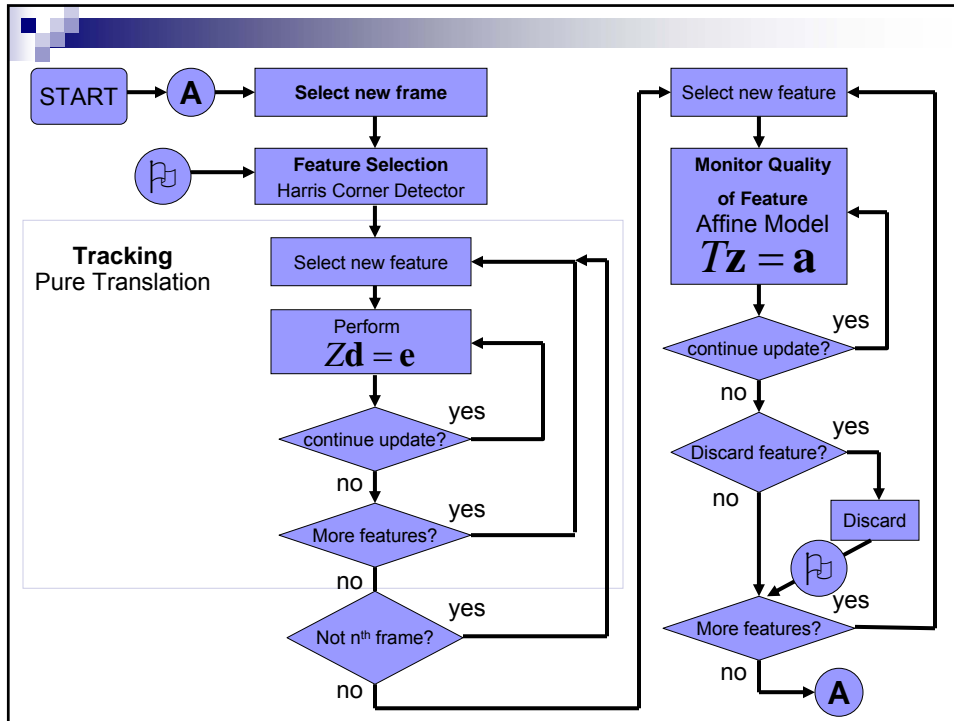 START
A
Select new frame
Feature Selection
Harris Corner Detector
Tracking
Pure Translation
Select new feature
Perform
Zd = e
continue update?
yes
no
More features?
yes
no
Not nth frame?
yes
no
Select new feature
Monitor Quality
of Feature
Affine Model
Tz = a
continue update?
yes
no
Discard feature?
yes
no
Discard
More features?
yes
no
A